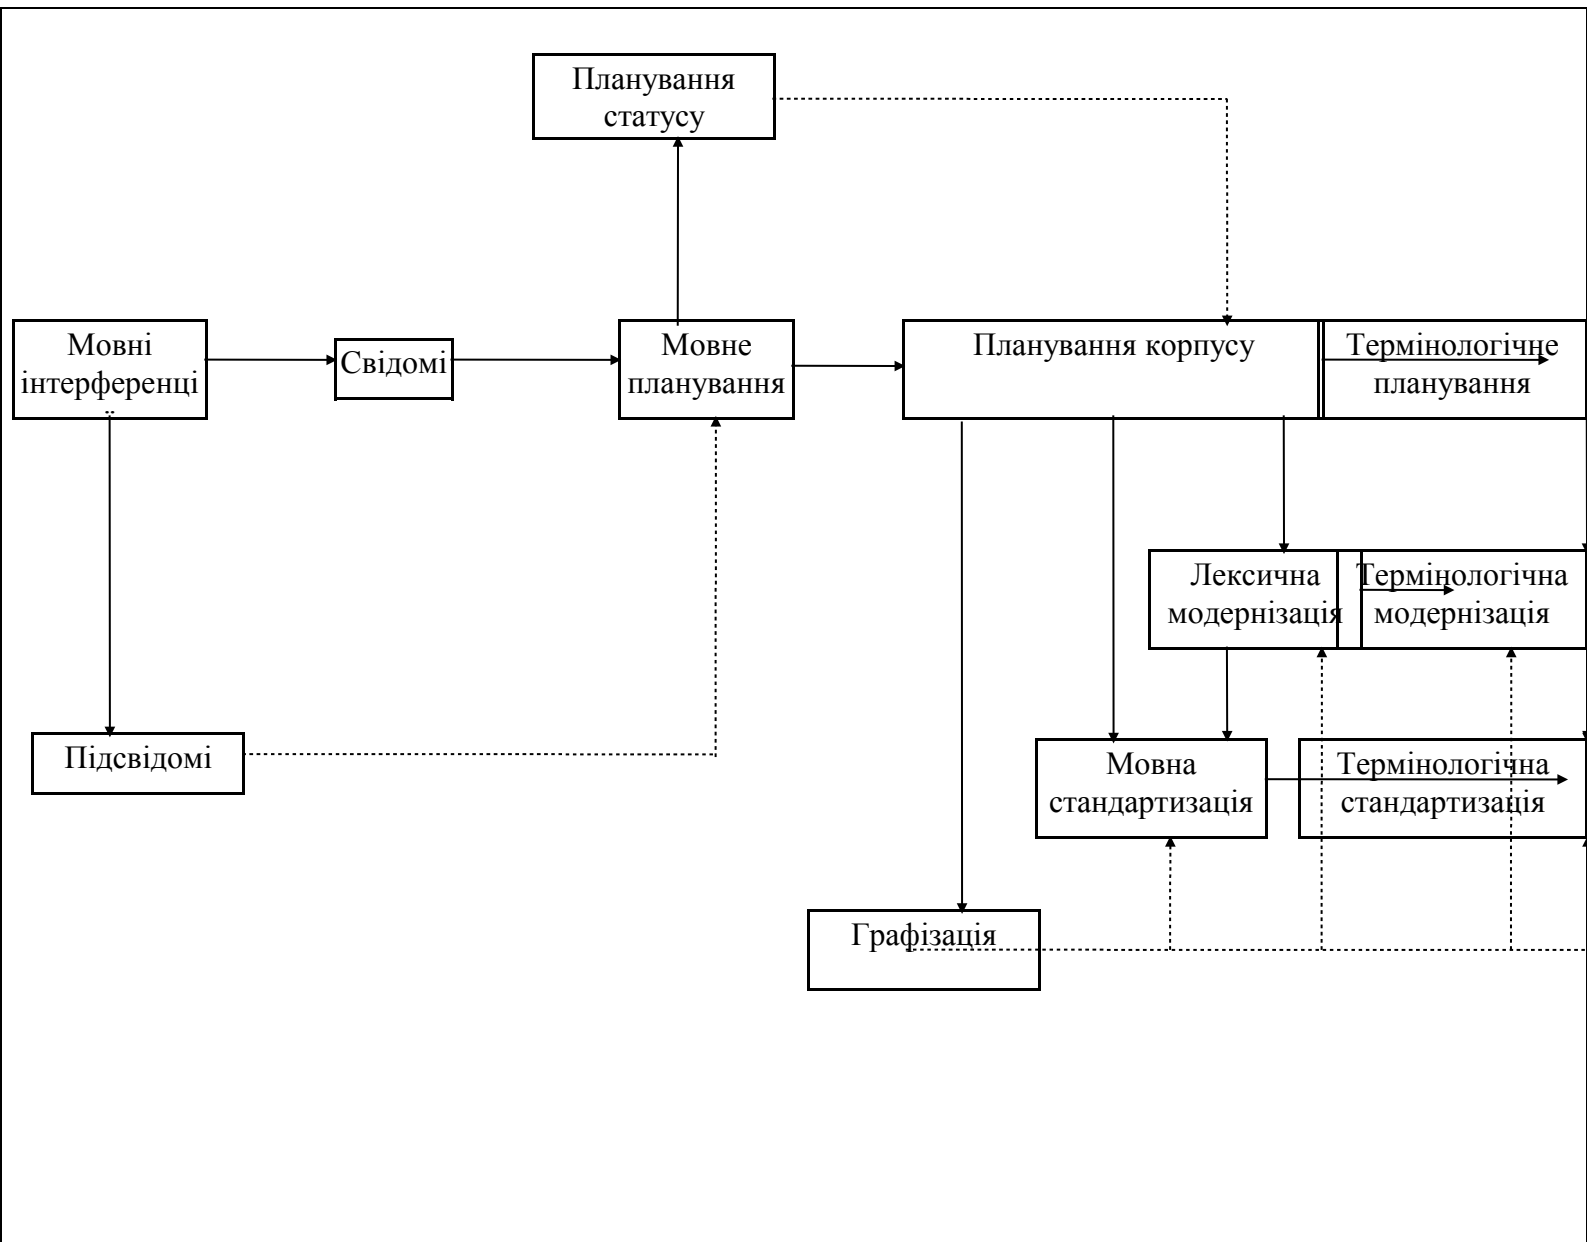 Планування
статусу
Мовні
інтерференці
ї
Свідомі
Мовне
планування
Планування корпусу
Термінологічне
планування
Лексична
модернізація
Термінологічна
модернізація
Підсвідомі
Мовна
стандартизація
Термінологічна
стандартизація
Графізація